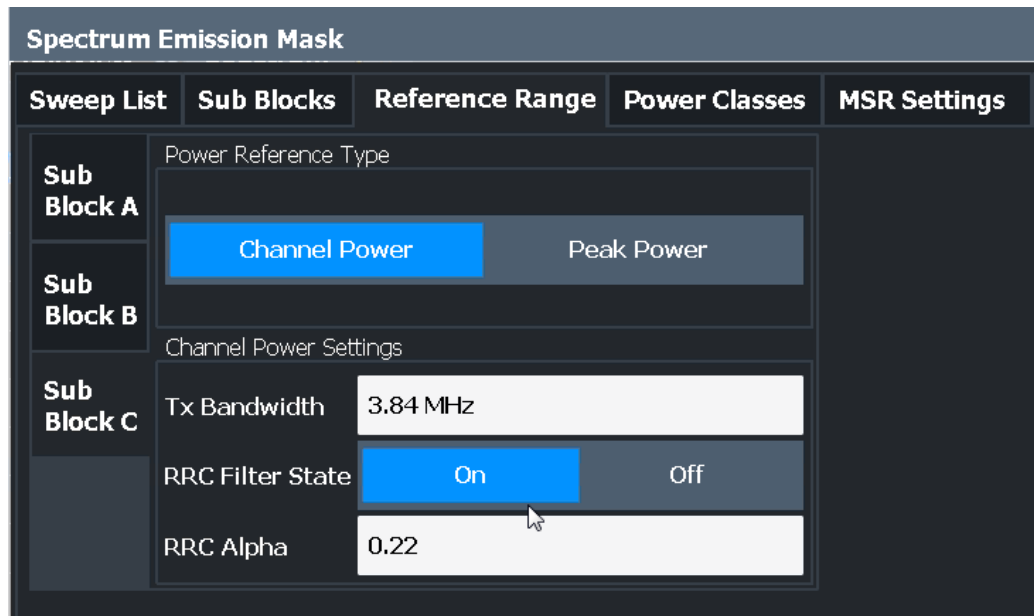 Spectrum Emission Mask
Sweep List Sub Blocks Reference Range Power Classes MSR Settings
Sub
Block A
Sub
Block B
Sub
Block C
Power Reference Type
Channel Power Peak Power
Channel Power Settings
Tx Bandwidth 3.84 MHz
RRC Filter State On Off
RRC Alpha 0.22